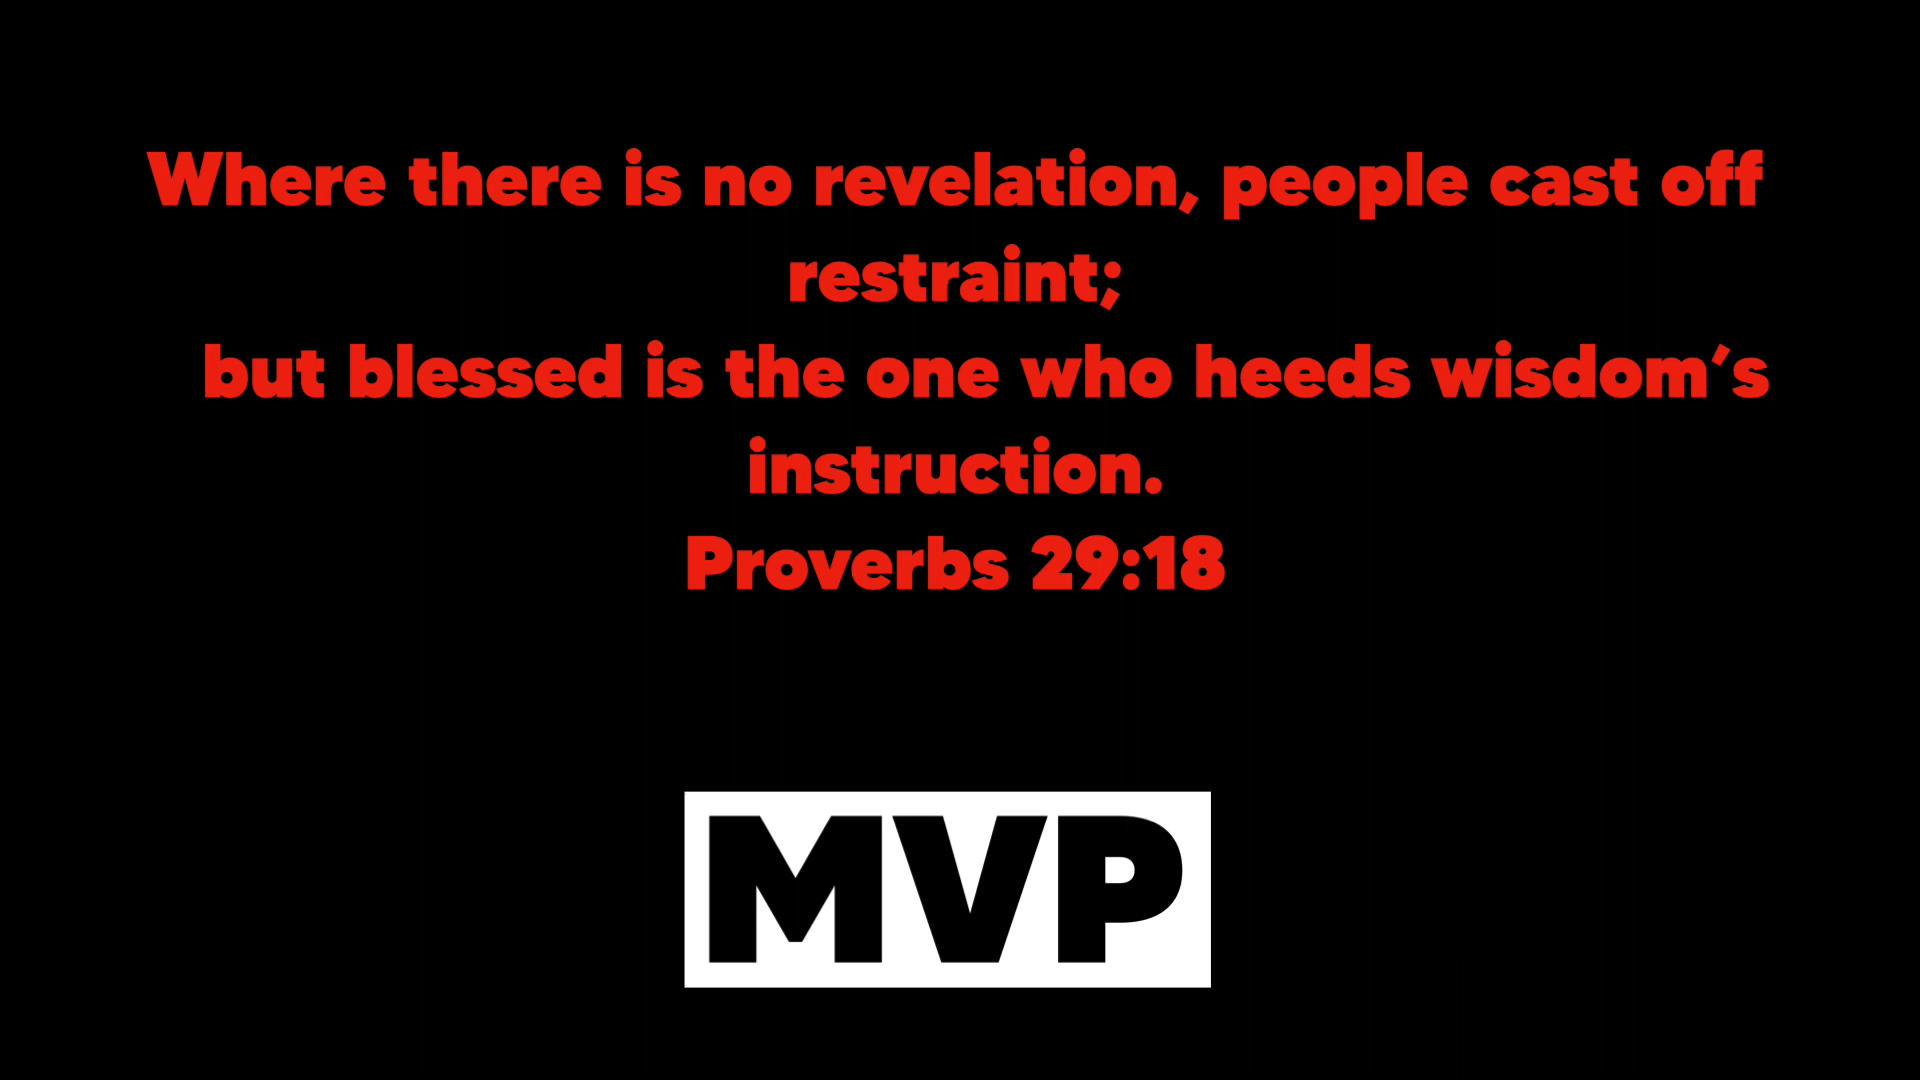 Where there is no revelation, people cast off
restraint;
but blessed is the one who heeds wisdom’s
instruction.
Proverbs 29:18
MVP